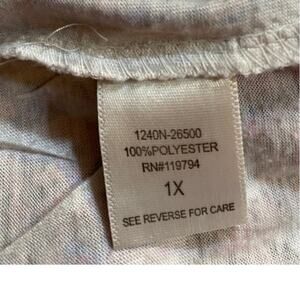 1240N-26500
100%POLYESTER
RN#119794
1X
SEE REVERSE FOR CARE